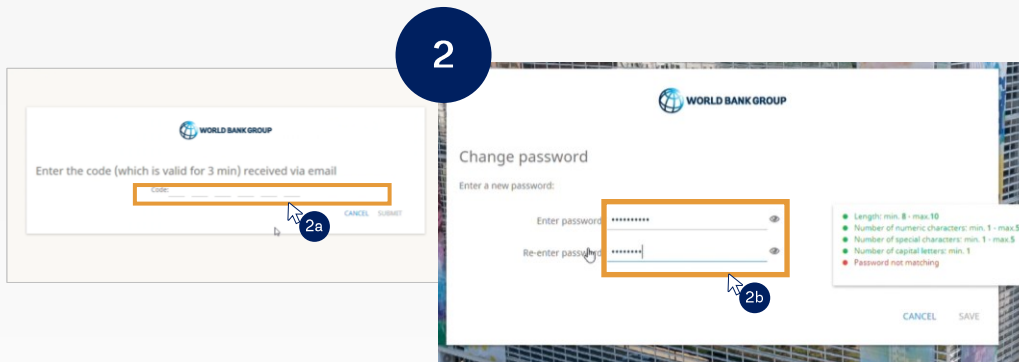 2
WORLD BANK GROUP
Enter the code (which is valid for 3 min) received via email
Code:
CANCEL SUBMIT
2a
WORLD BANK GROUP
Change password
Enter a new password:
Enter password ••••••••••
Re-enter password ••••••••
Length: min. 8 - max.10
Number of numeric characters: min. 1 - max.5
Number of special characters: min. 1 - max.5
Number of capital letters: min. 1
Password not matching
2b
CANCEL SAVE